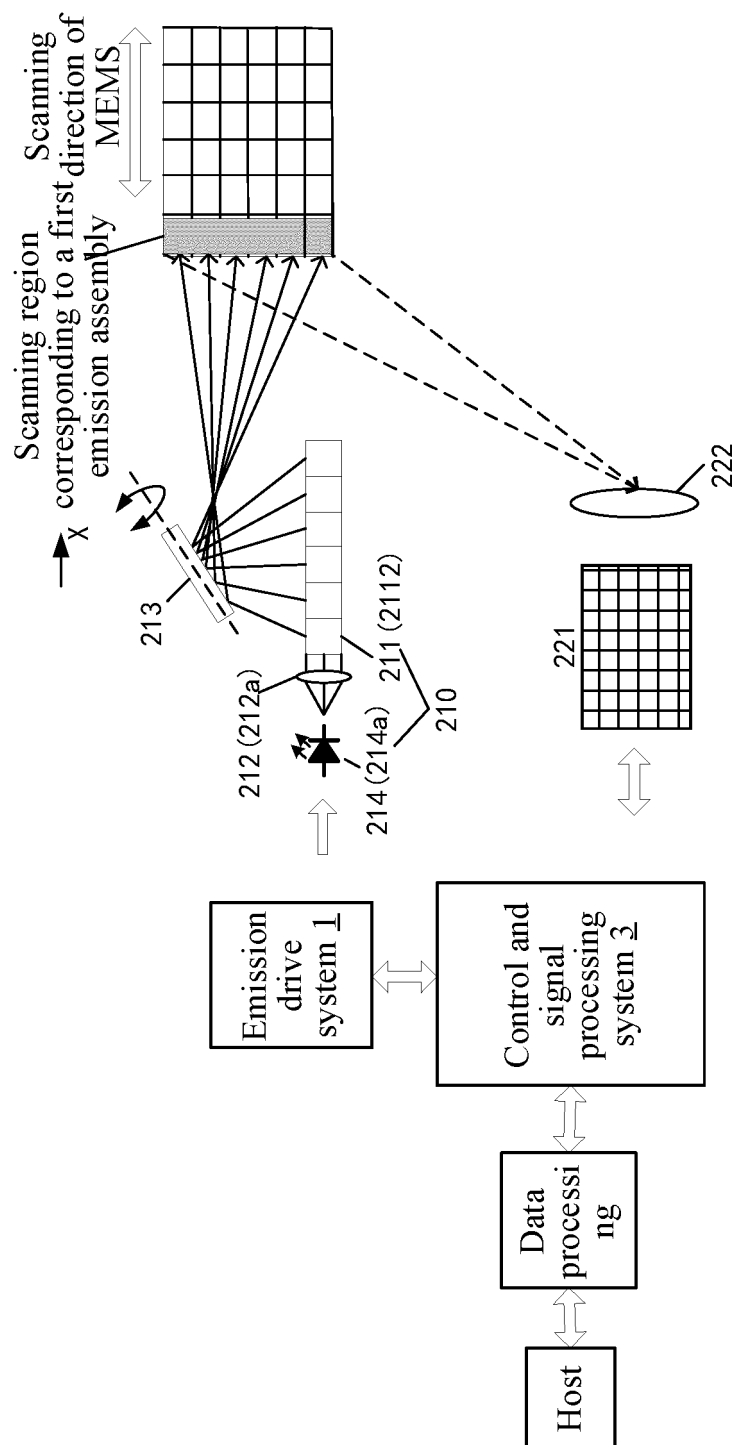 Scanning
direction of
MEMS
Scanning region
corresponding to a first
emission assembly
X
213
212 (212a)
211 (2112)
210
214 (214a)
222
221
Emission
drive
system 1
Control and
signal
processing
system 3
Data
processi
ng
Host